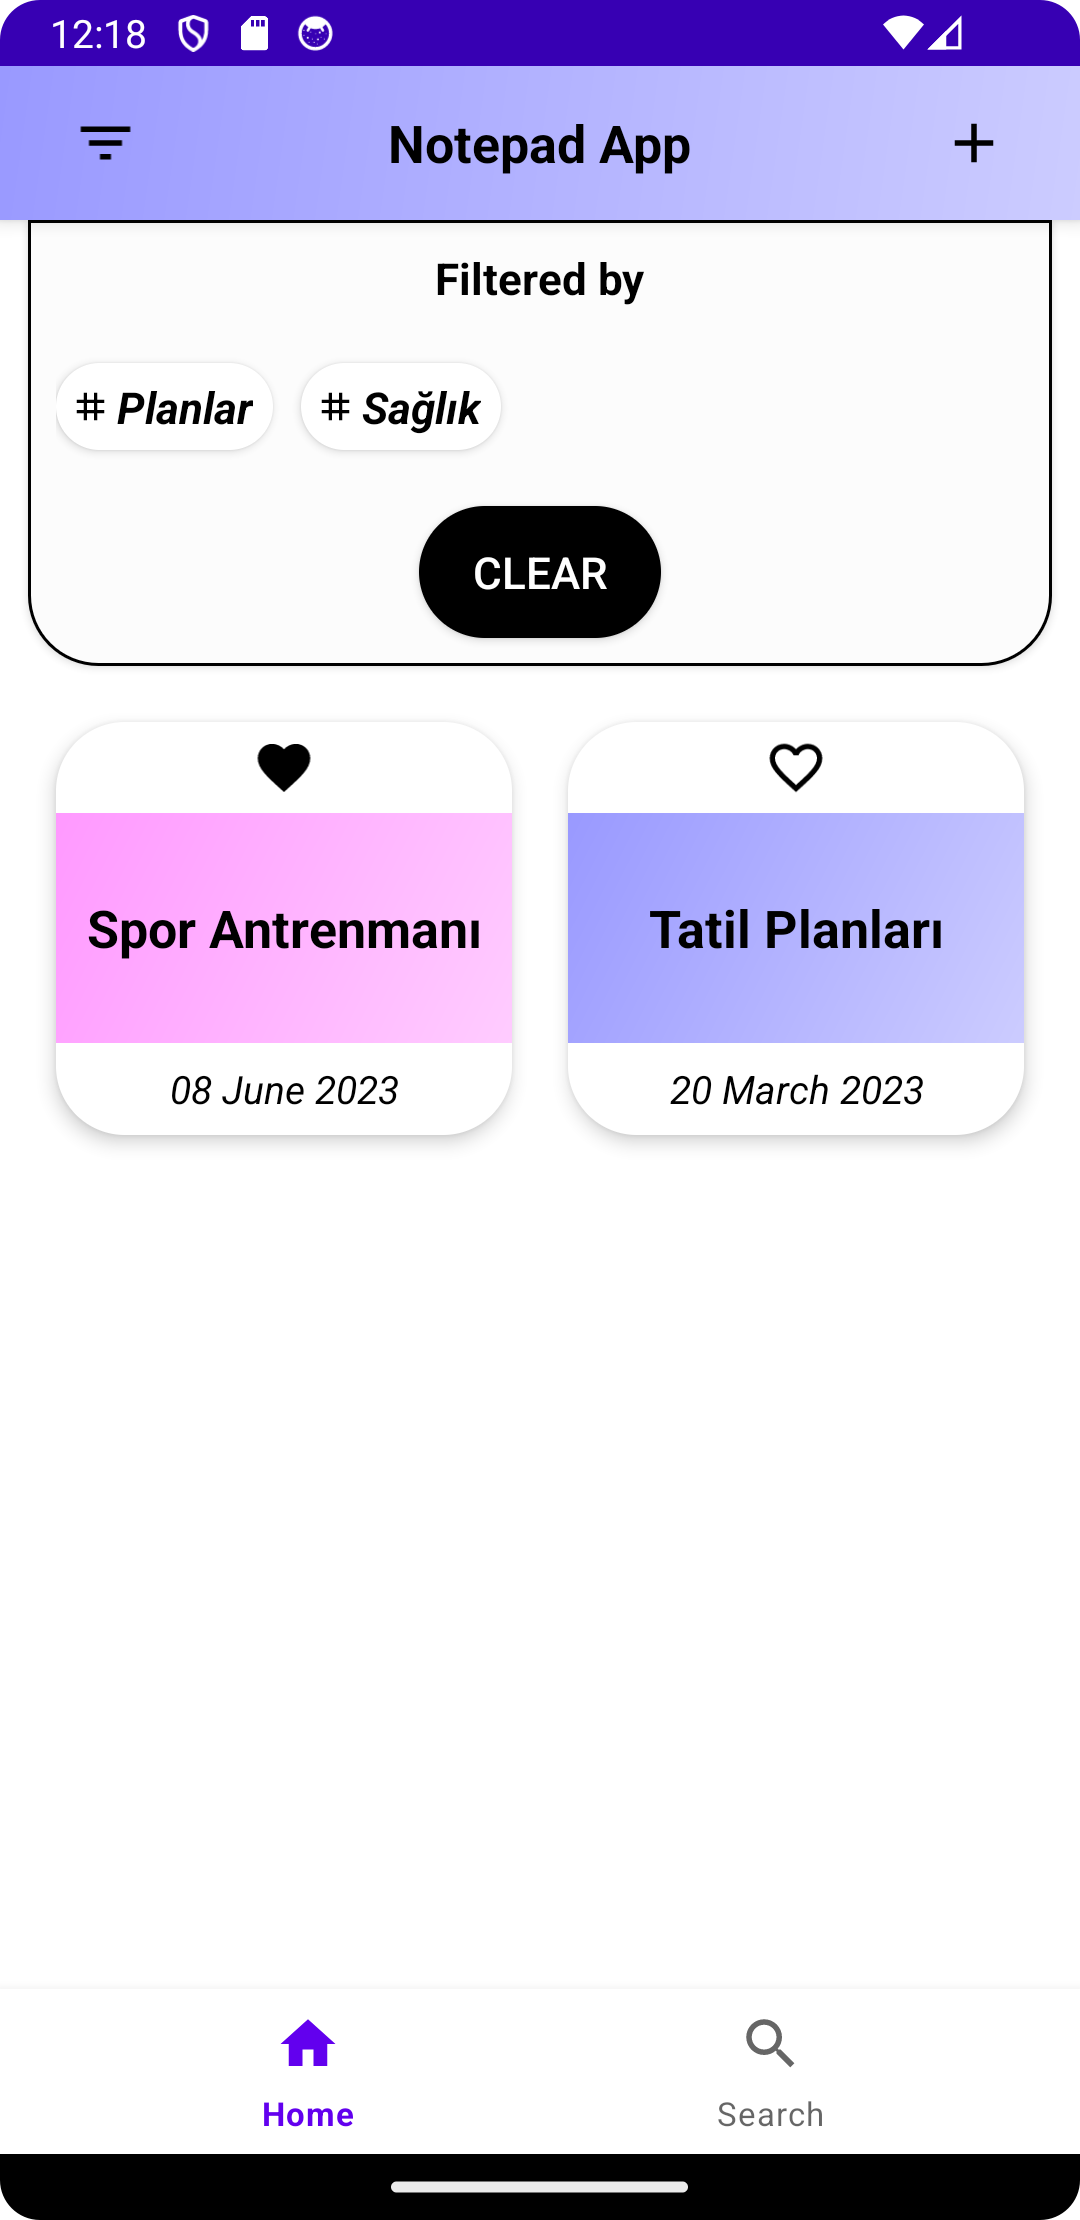 12:18
Notepad App
Filtered by
# Planlar # Sağlık
CLEAR
Spor Antrenmanı Tatil Planları
08 June 2023 20 March 2023
Home Search